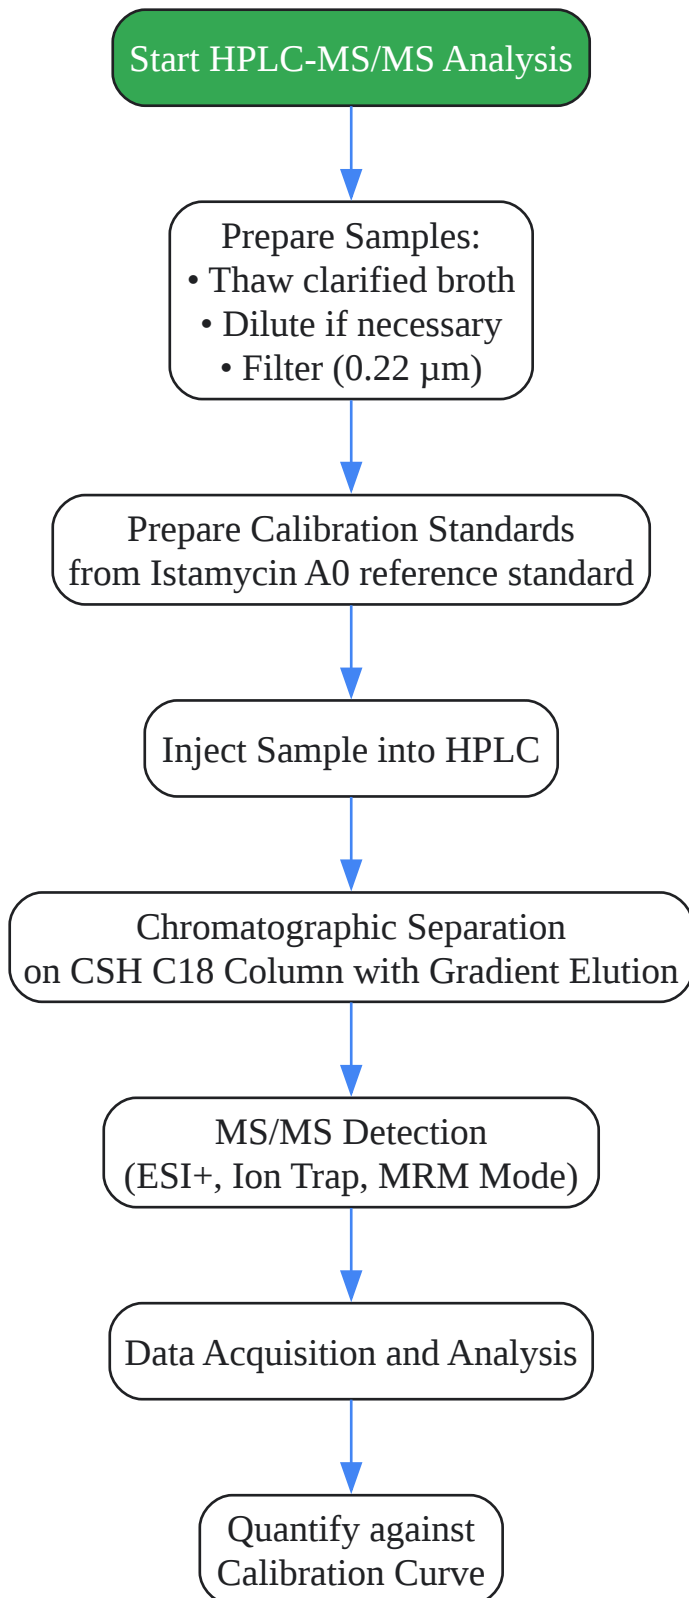 Start HPLC-MS/MS Analysis
Prepare Samples:
• Thaw clarified broth
• Dilute if necessary
• Filter (0.22 µm)
Prepare Calibration Standards
from Istamycin A0 reference standard
Inject Sample into HPLC
Chromatographic Separation
on CSH C18 Column with Gradient Elution
MS/MS Detection
(ESI+, Ion Trap, MRM Mode)
Data Acquisition and Analysis
Quantify against
Calibration Curve